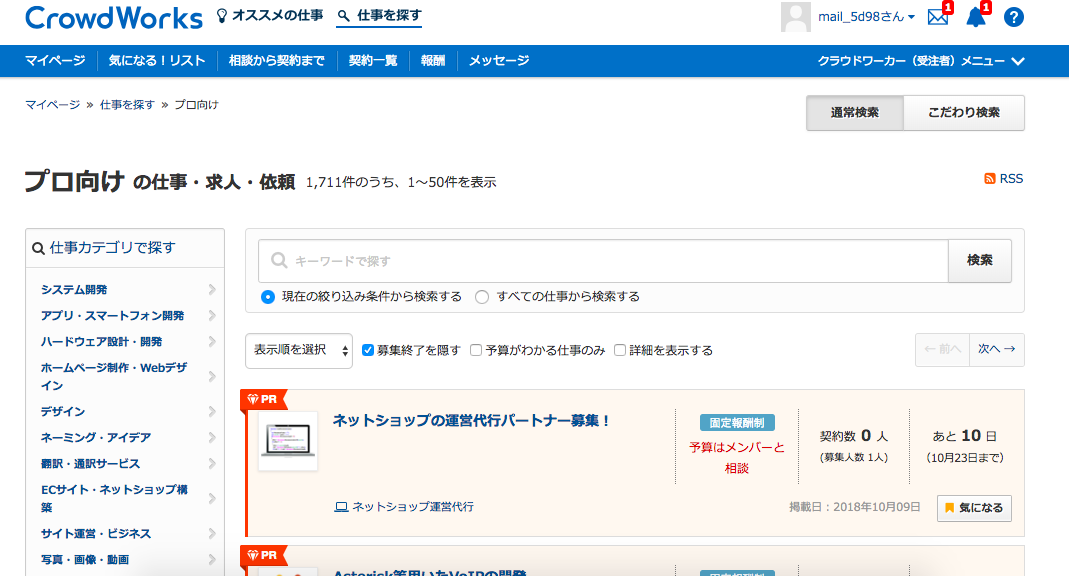 CrowdWorks オススメの仕事 仕事を探す mail_5d98さん 1 1 ?
マイページ 気になる！リスト 相談から契約まで 契約一覧 報酬 メッセージ クラウドワーカー（受注者）メニュー
マイページ » 仕事を探す » プロ向け
通常検索 こだわり検索
プロ向け の仕事・求人・依頼 1,711件のうち、1〜50件を表示
RSS
仕事カテゴリで探す
システム開発
アプリ・スマートフォン開発
ハードウェア設計・開発
ホームページ制作・Webデザ
イン
デザイン
ネーミング・アイデア
翻訳・通訳サービス
ECサイト・ネットショップ構
築
サイト運営・ビジネス
写真・画像・動画
キーワードで探す 検索
現在の絞り込み条件から検索する すべての仕事から検索する
表示順を選択 募集終了を隠す 予算がわかる仕事のみ 詳細を表示する
←前へ 次へ→
PR
ネットショップの運営代行パートナー募集！
固定報酬制
予算はメンバーと
相談
契約数 0 人
(募集人数 1人)
あと 10 日
(10月23日まで)
ネットショップ運営代行
掲載日：2018年10月09日
気になる
PR
Asterisk等用いたVoIPの開発
固定報酬制